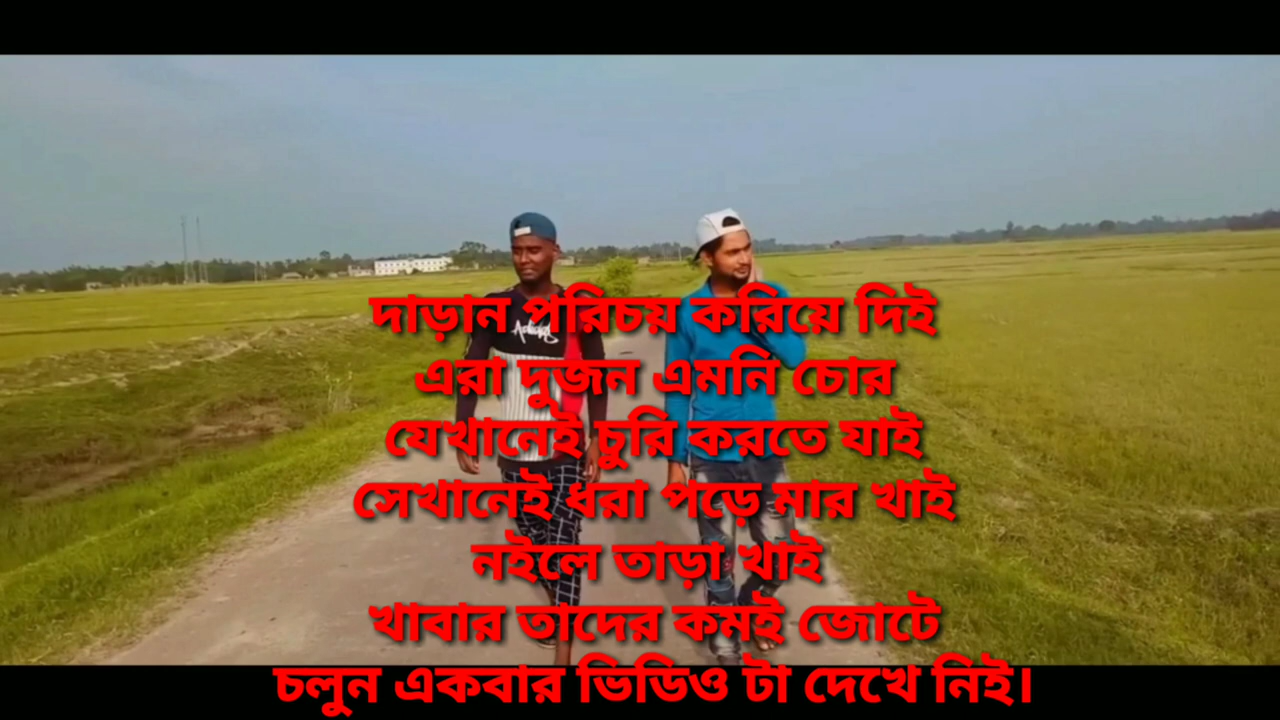 দাড়ান পরিচয় করিয়ে দিই
এরা দুজন এমনি চোর
যেখানেই চুরি করতে যাই
সেখানেই ধরা পড়ে মার খাই
নইলে তাড়া খাই
খাবার তাদের কমই জোটে
চলুন একবার ভিডিও টা দেখে নিই।